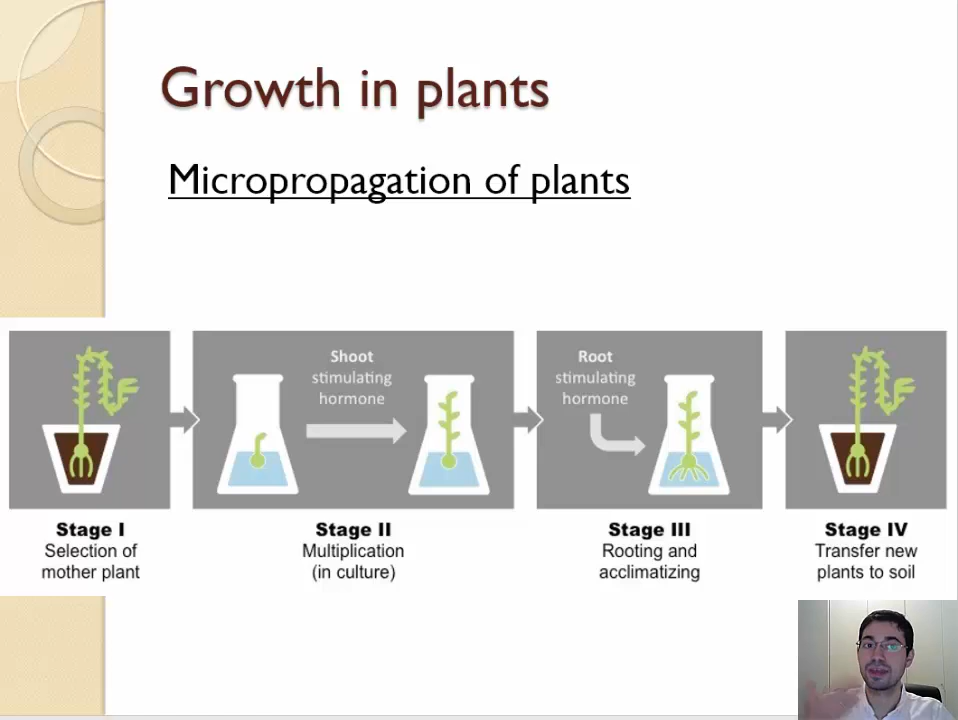 Growth in plants
Micropropagation of plants
Shoot
stimulating
hormone
Root
stimulating
hormone
Stage I
Selection of
mother plant
Stage II
Multiplication
(in culture)
Stage III
Rooting and
acclimatizing
Stage IV
Transfer new
plants to soil